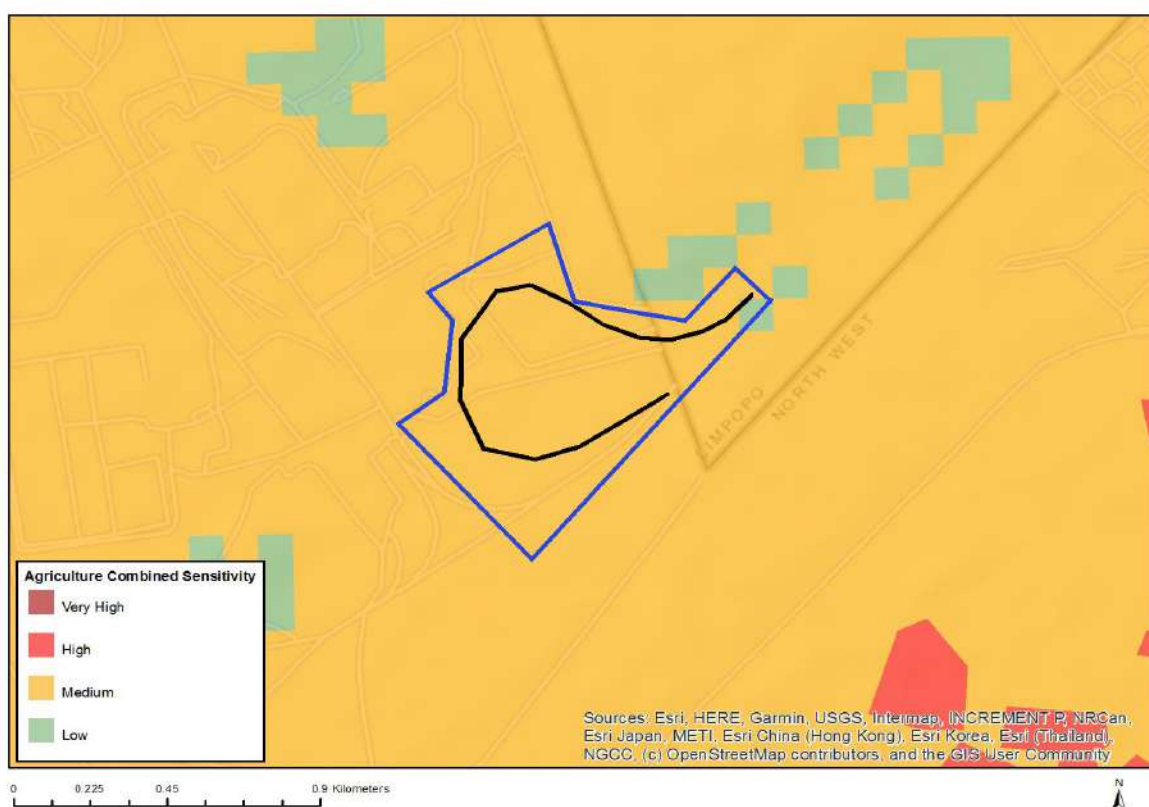 LIMPOPO
NORTH WEST
Agriculture Combined Sensitivity
Very High
High
Medium
Low
Sources: Esri, HERE, Garmin, USGS, Intermap, INCREMENT P, NRCan,
Esri Japan, METI, Esri China (Hong Kong), Esri Korea, Esri (Thailand),
NGCC, (c) OpenStreetMap contributors, and the GIS User Community
0 0.225 0.45 0.9 Kilometers
N